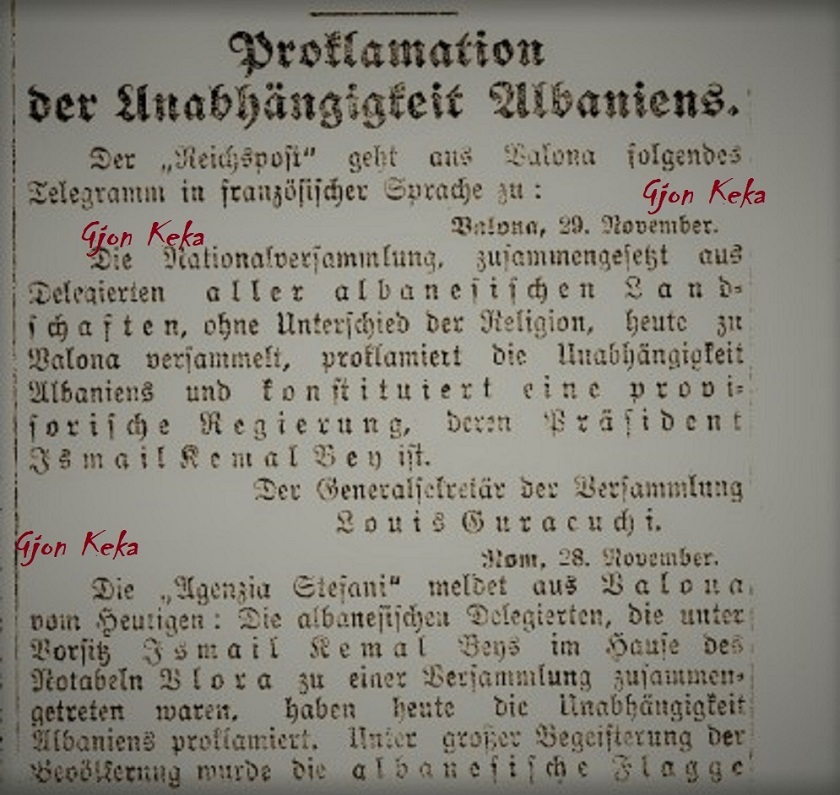 Proklamation
der Unabhängigkeit Albaniens.
Der „Reichspost“ geht aus Valona folgendes
Telegramm in französischer Sprache zu:
Gjon Keka
Valona, 29. November.
Gjon Keka
Die Nationalversammlung, zusammengesetzt aus
Delegierten aller albanesischen Land-
schaften, ohne Unterschied der Religion, heute zu
Valona versammelt, proklamiert die Unabhängigkeit
Albaniens und konstituiert eine provi-
sorische Regierung, deren Präsident
Ismail Kemal Bey ist.
Der Generalsekretär der Versammlung
Louis Guracuchi.
Gjon Keka
Rom, 28. November.
Die „Agenzia Stefani“ meldet aus Valona
vom Heutigen: Die albanesischen Delegierten, die unter
Vorsitz Ismail Kemal Beys im Hause des
Notabeln Vlora zu einer Versammlung zusammen-
getreten waren, haben heute die Unabhängigkeit
Albaniens proklamiert. Unter großer Begeisterung der
Bevölkerung wurde die albanesische Flagge